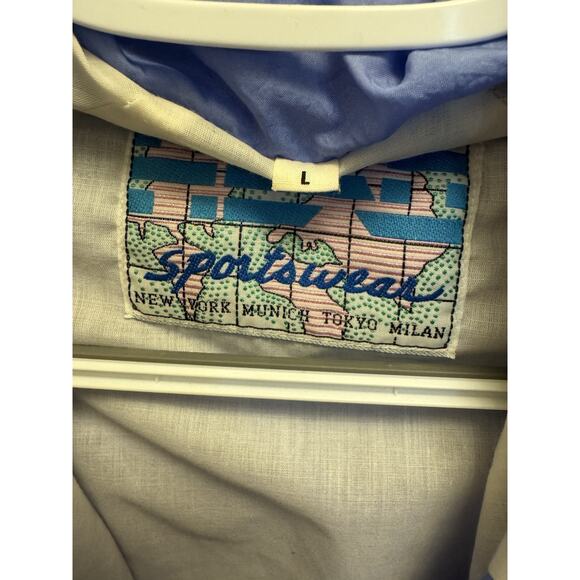 L
Sportswear
NEW YORK MUNICH TOKYO MILAN